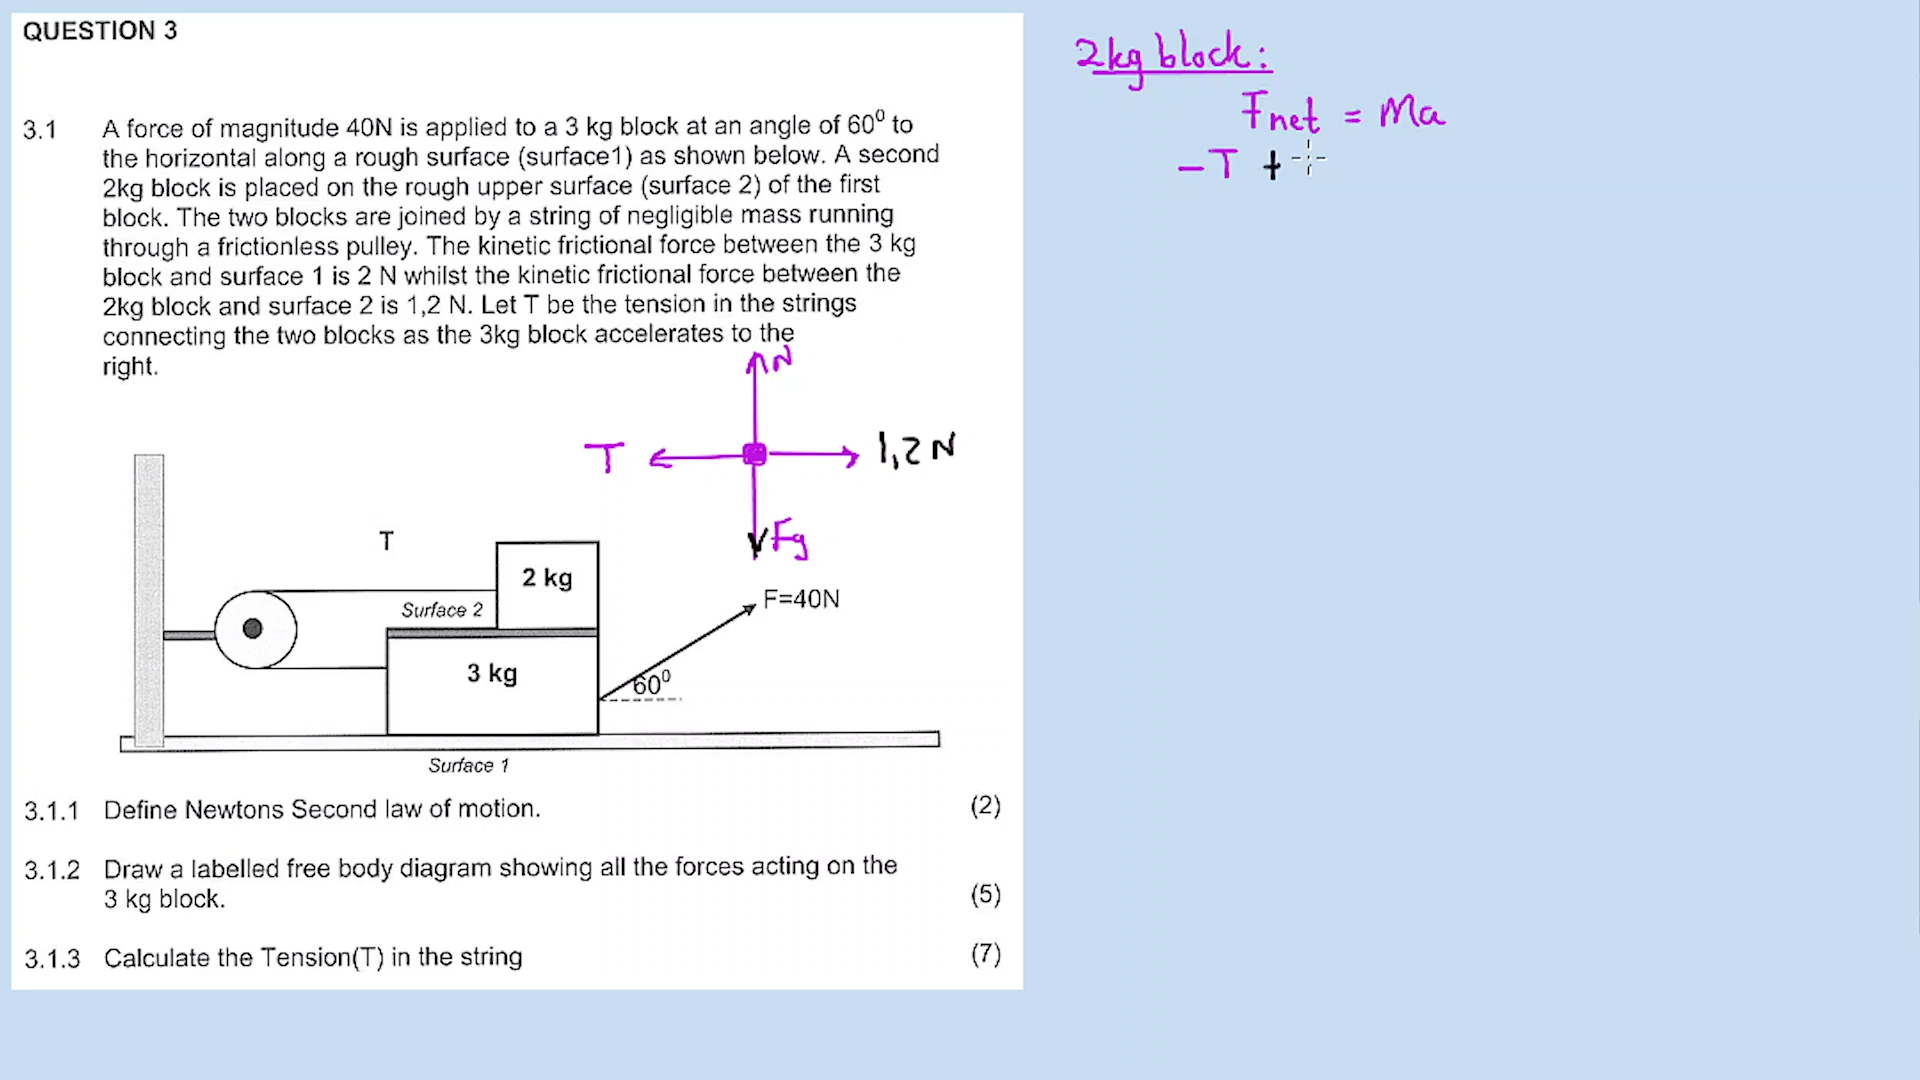 QUESTION 3
3.1 A force of magnitude 40N is applied to a 3 kg block at an angle of 60⁰ to
the horizontal along a rough surface (surface1) as shown below. A second
2kg block is placed on the rough upper surface (surface 2) of the first
block. The two blocks are joined by a string of negligible mass running
through a frictionless pulley. The kinetic frictional force between the 3 kg
block and surface 1 is 2 N whilst the kinetic frictional force between the
2kg block and surface 2 is 1,2 N. Let T be the tension in the strings
connecting the two blocks as the 3kg block accelerates to the
right.
N
T
1,2 N
Fg
T
2 kg
Surface 2
F=40N
3 kg
60⁰
Surface 1
3.1.1 Define Newtons Second law of motion. (2)
3.1.2 Draw a labelled free body diagram showing all the forces acting on the
3 kg block. (5)
3.1.3 Calculate the Tension(T) in the string (7)
2kg block:
Fnet = Ma
-T +